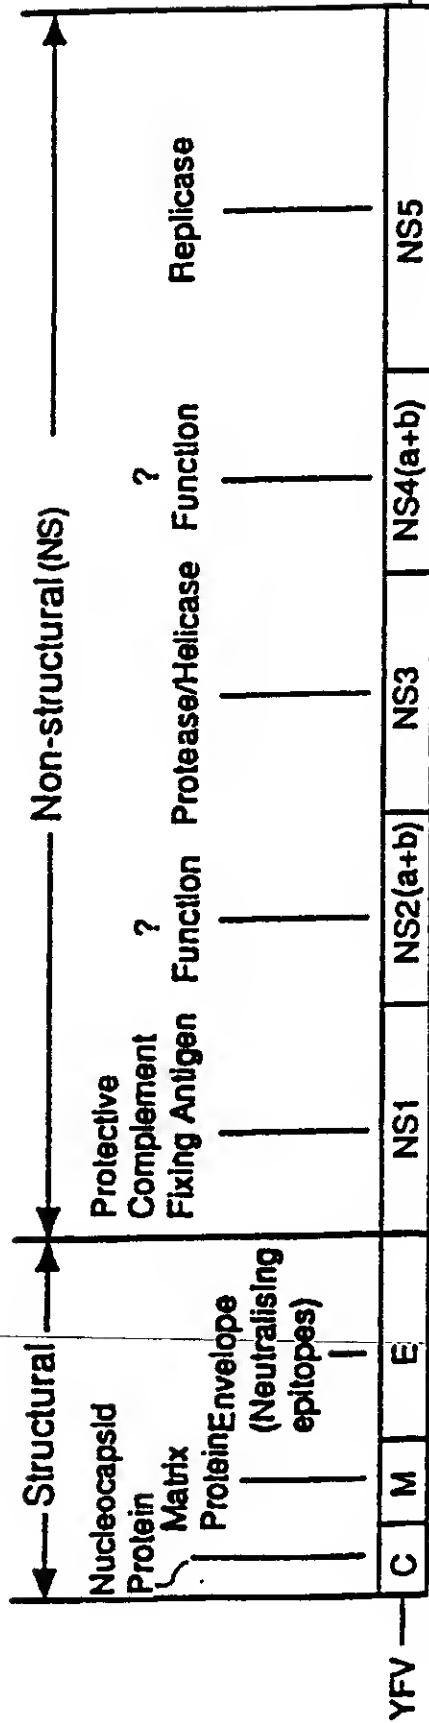 Structural
Non-structural (NS)
Nucleocapsid
Protein
Matrix
Protein
Envelope
(Neutralising
epitopes)
Protective
Complement
Fixing Antigen
?
Function
Protease/Helicase
?
Function
Replicase
YFV
C
M
E
NS1
NS2(a+b)
NS3
NS4(a+b)
NS5